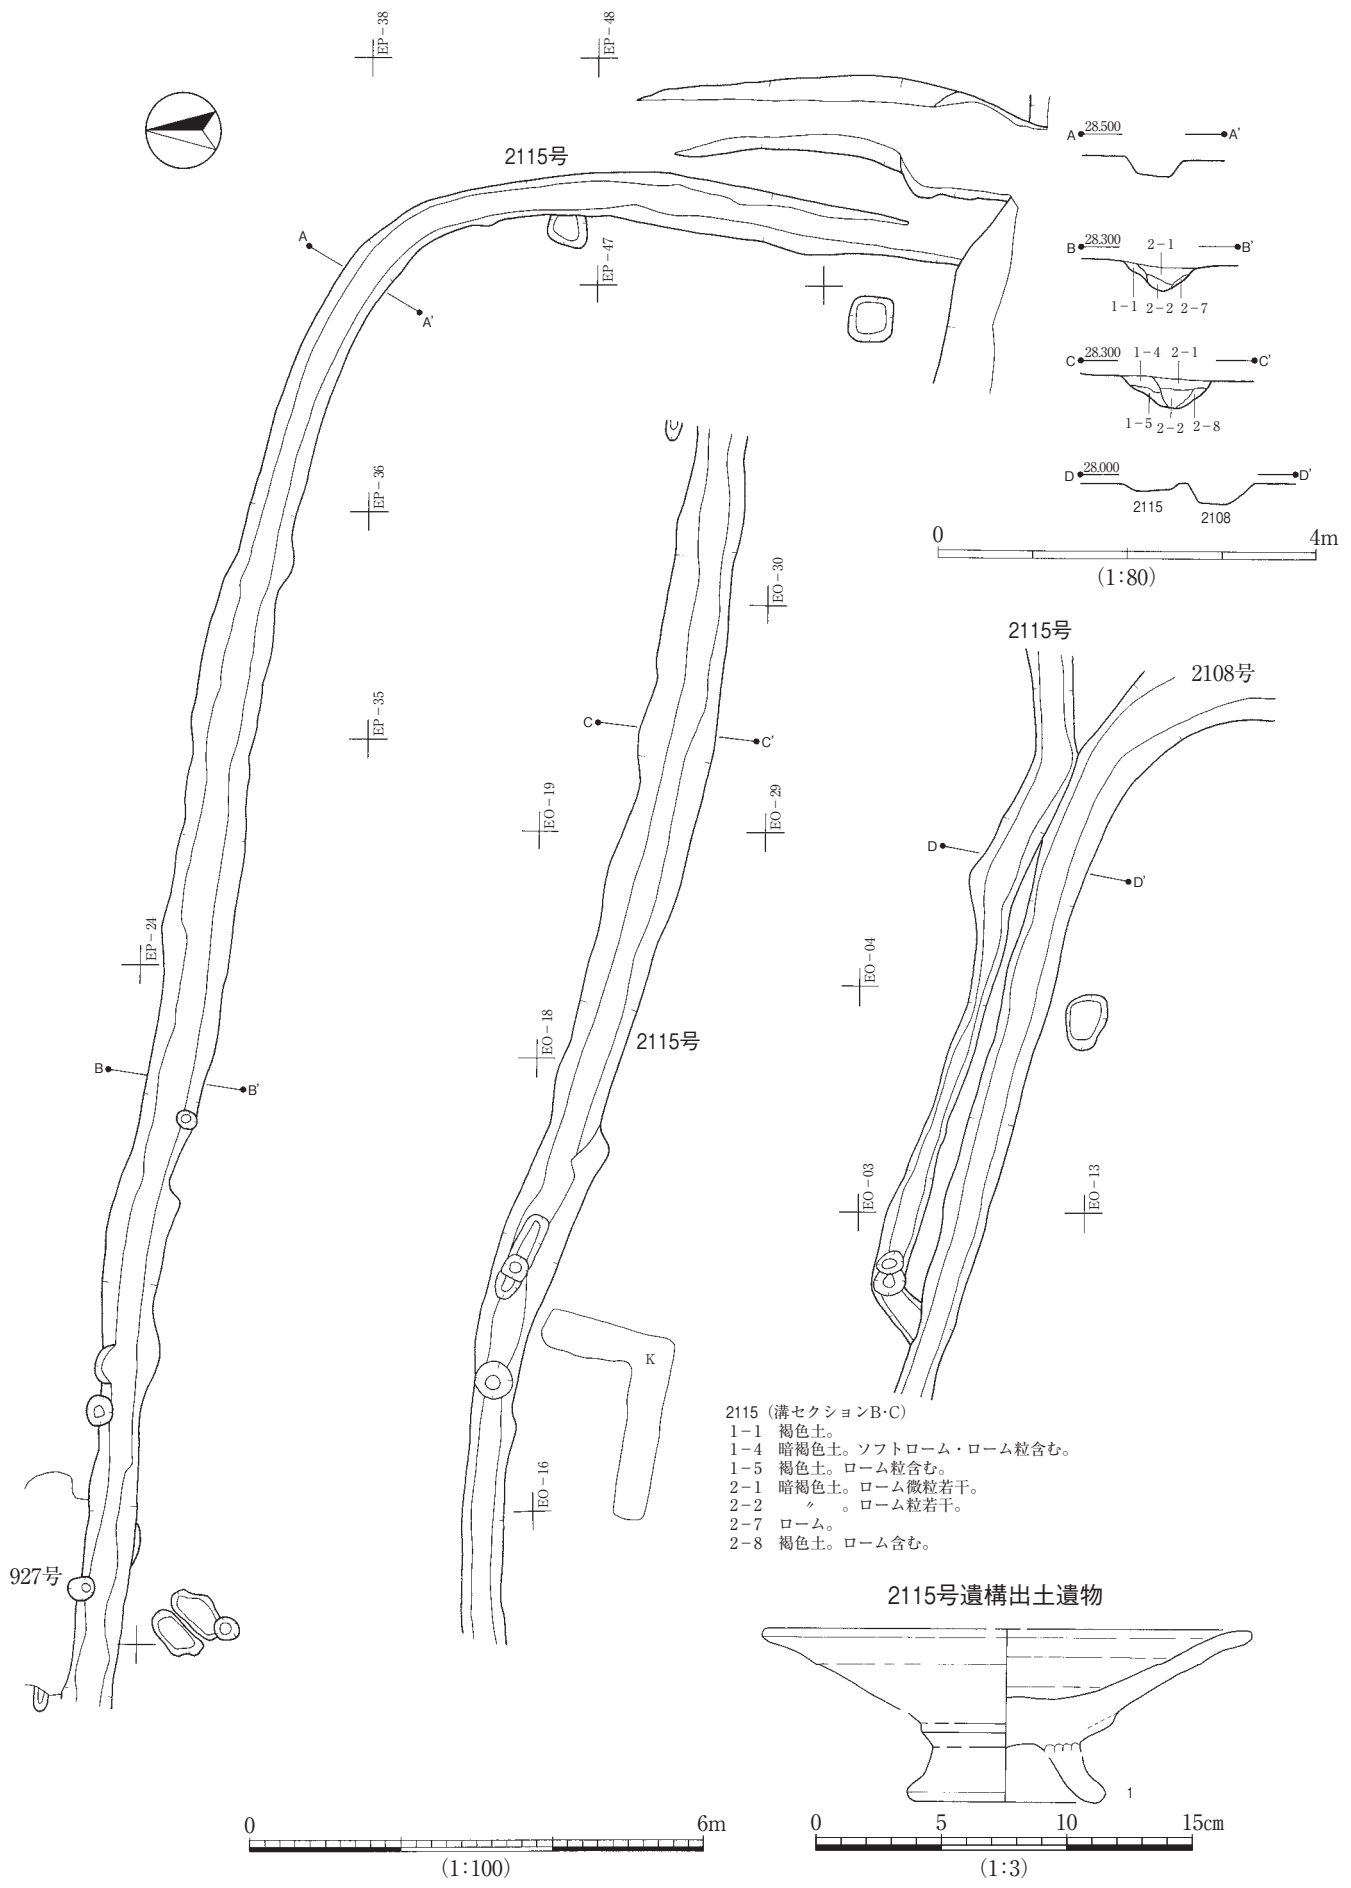 EP-38
EP-48
2115号
A
A'
EP-47
A 28.500 A'
B 28.300 2-1 B'
1-1 2-2 2-7
C 28.300 1-4 2-1 C'
1-5 2-2 2-8
D 28.000 D'
2115 2108
0 4m
(1:80)
EP-36
EP-35
EP-24
B
B'
927号
EO-30
C
C'
EO-19
EO-29
EO-18
2115号
K
EO-16
2115号
2108号
D
D'
EO-04
EO-03
EO-13
2115 (溝セクションB・C)
1-1 褐色土。
1-4 暗褐色土。ソフトローム・ローム粒含む。
1-5 褐色土。ローム粒含む。
2-1 暗褐色土。ローム微粒若干。
2-2 〃 。ローム粒若干。
2-7 ローム。
2-8 褐色土。ローム含む。
2115号遺構出土遺物
1
0 6m
(1:100)
0 5 10 15cm
(1:3)